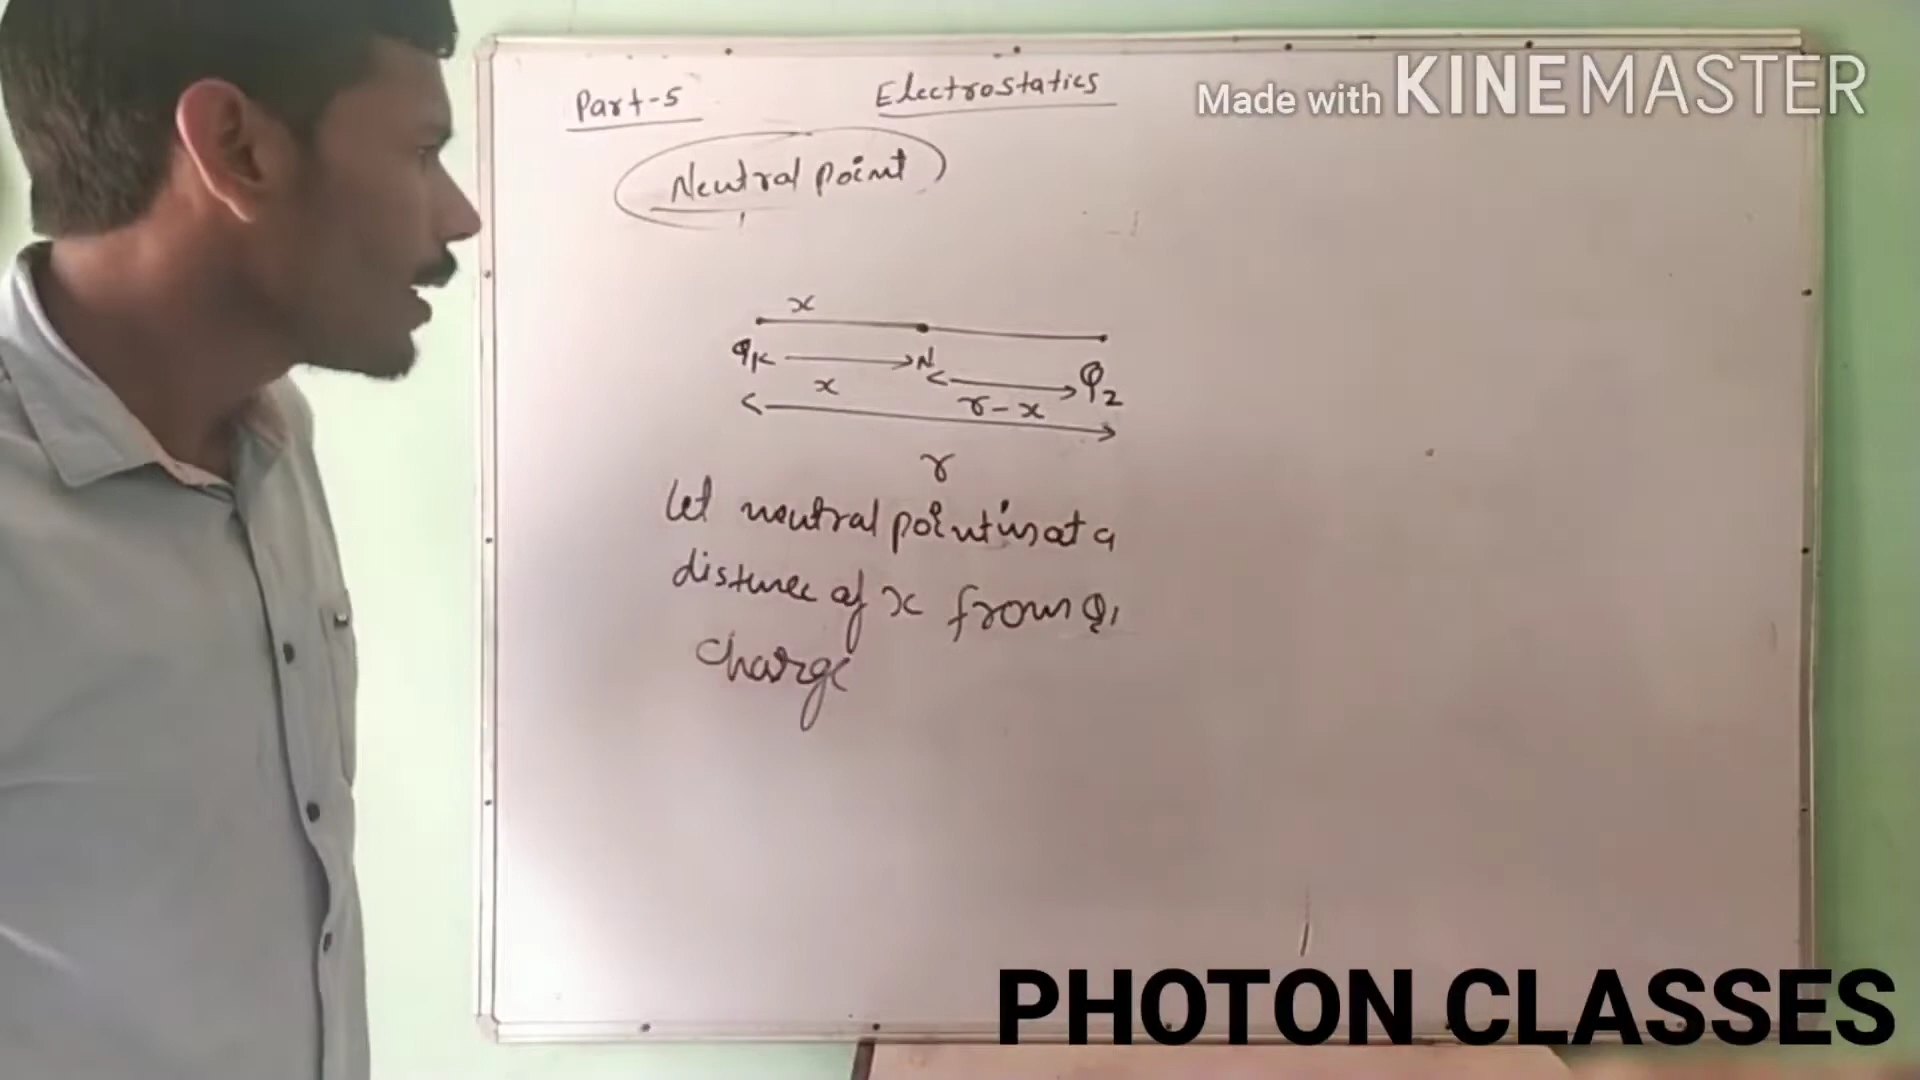 Part-5
Electrostatics
Made with KINEMASTER
Neutral point
x
N
Q2
x
r-x
r
Let neutral point is at a
distance of x from Q1
charge
PHOTON CLASSES